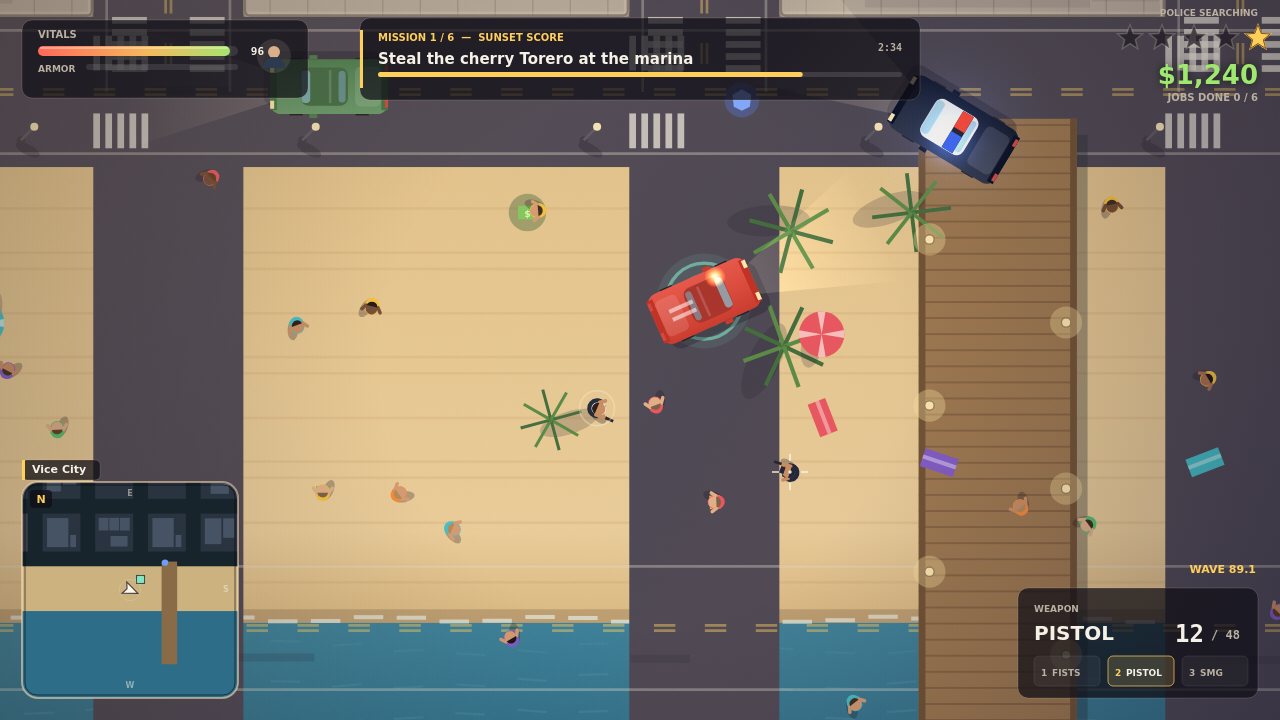 VITALS
96
ARMOR
MISSION 1 / 6 — SUNSET SCORE
Steal the cherry Torero at the marina
2:34
POLICE SEARCHING
$1,240
JOBS DONE 0 / 6
$
Vice City
N
E
S
W
WAVE 89.1
WEAPON
PISTOL
12 / 48
1 FISTS
2 PISTOL
3 SMG